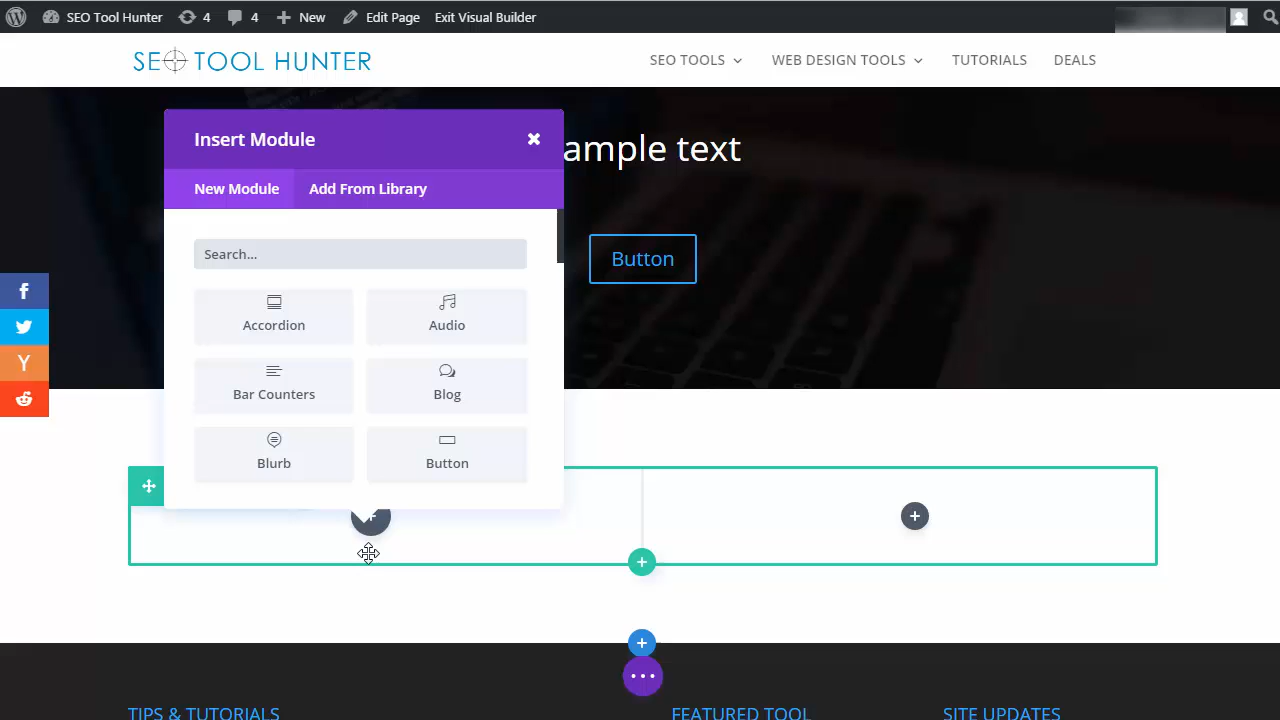 SEO Tool Hunter 4 4 New Edit Page Exit Visual Builder
SEO TOOL HUNTER
SEO TOOLS WEB DESIGN TOOLS TUTORIALS DEALS
Insert Module
ample text
New Module Add From Library
Search...
Button
Accordion Audio
Bar Counters Blog
Blurb Button
TIPS & TUTORIALS FEATURED TOOL SITE UPDATES